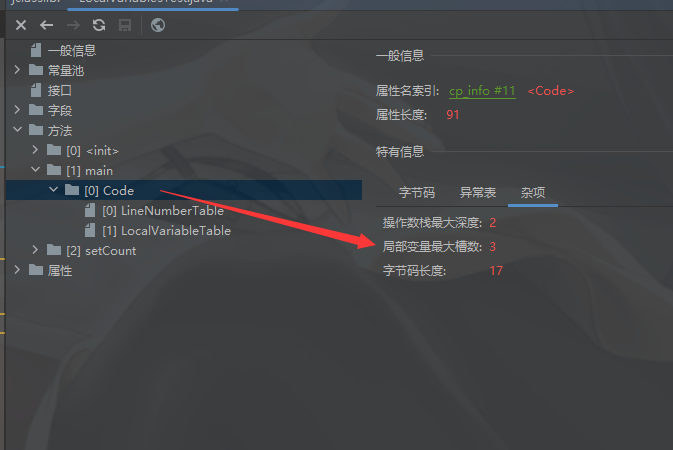 一般信息
常量池
接口
字段
方法
[0] <init>
[1] main
[0] Code
[0] LineNumberTable
[1] LocalVariableTable
[2] setCount
属性
一般信息
属性名索引: cp_info #11 <Code>
属性长度: 91
特有信息
字节码 异常表 杂项
操作数栈最大深度: 2
局部变量最大槽数: 3
字节码长度: 17